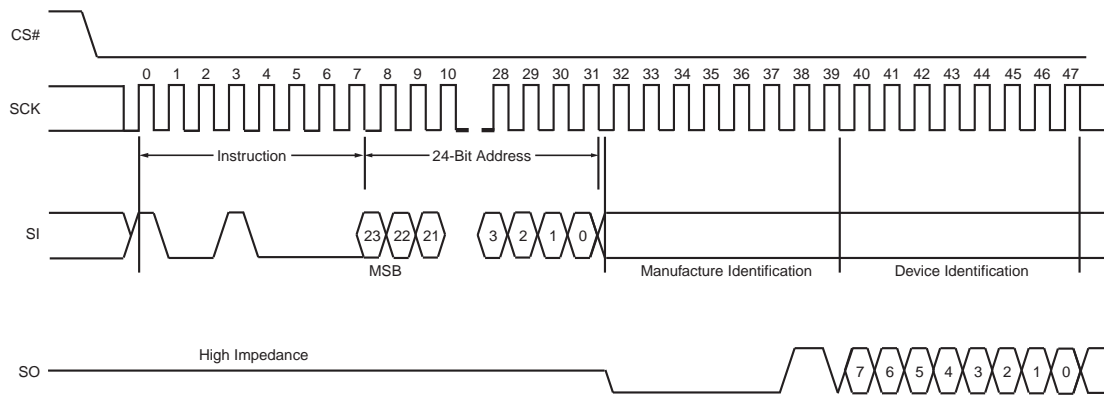 CS#
0 1 2 3 4 5 6 7 8 9 10 28 29 30 31 32 33 34 35 36 37 38 39 40 41 42 43 44 45 46 47
SCK
Instruction 24-Bit Address
SI
23 22 21 3 2 1 0
MSB Manufacture Identification Device Identification
High Impedance
SO
7 6 5 4 3 2 1 0